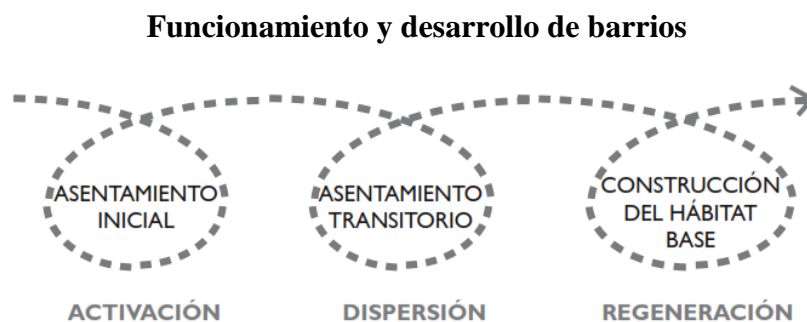 Funcionamiento y desarrollo de barrios
ASENTAMIENTO
INICIAL
ASENTAMIENTO
TRANSITORIO
CONSTRUCCIÓN
DEL HÁBITAT
BASE
ACTIVACIÓN
DISPERSIÓN
REGENERACIÓN